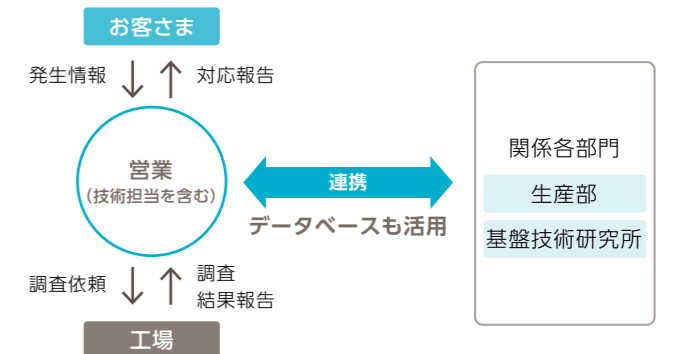 お客さま
発生情報
対応報告
営業
（技術担当を含む）
連携
データベースも活用
関係各部門
生産部
基盤技術研究所
調査依頼
調査
結果報告
工場